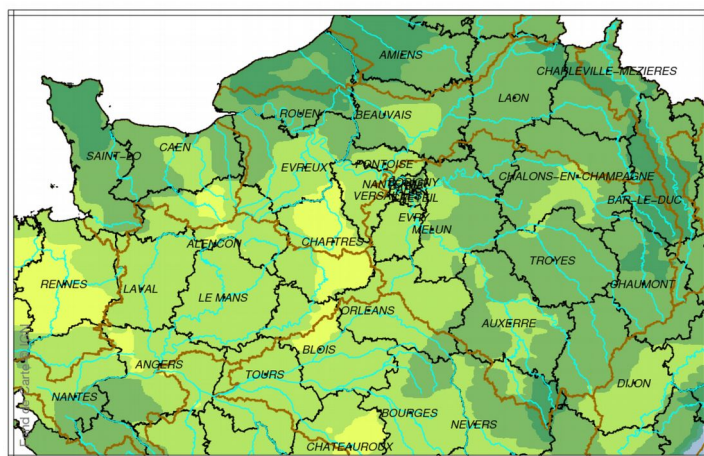 AMIENS
CHARLEVILLE-MEZIERES
LAON
ROUEN
BEAUVAIS
CAEN
SAINT-LO
EVREUX
PONTOISE
CHALONS-EN-CHAMPAGNE
BAR-LE-DUC
EVRY
MELUN
ALENCON
CHARTRES
TROYES
RENNES
LAVAL
LE MANS
CHAUMONT
ORLEANS
AUXERRE
BLOIS
ANGERS
TOURS
DIJON
NANTES
BOURGES
NEVERS
CHATEAUROUX